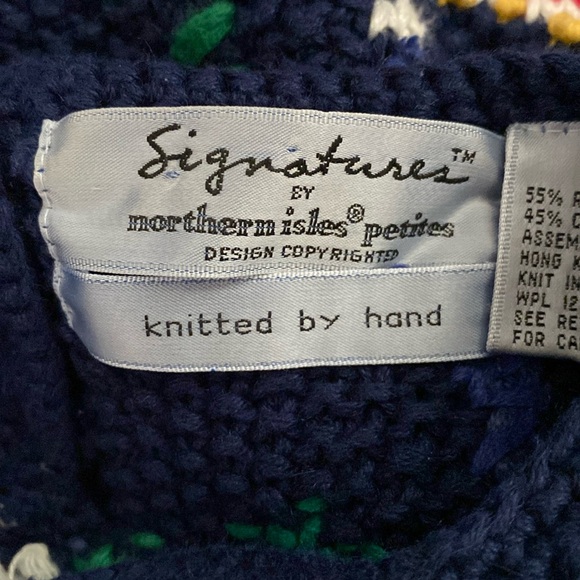 Signatures™
BY
northern isles® petites
DESIGN COPYRIGHTED
knitted by hand
55%
45%
HONG
KNIT IN
WPL 12
SEE RE
FOR CA